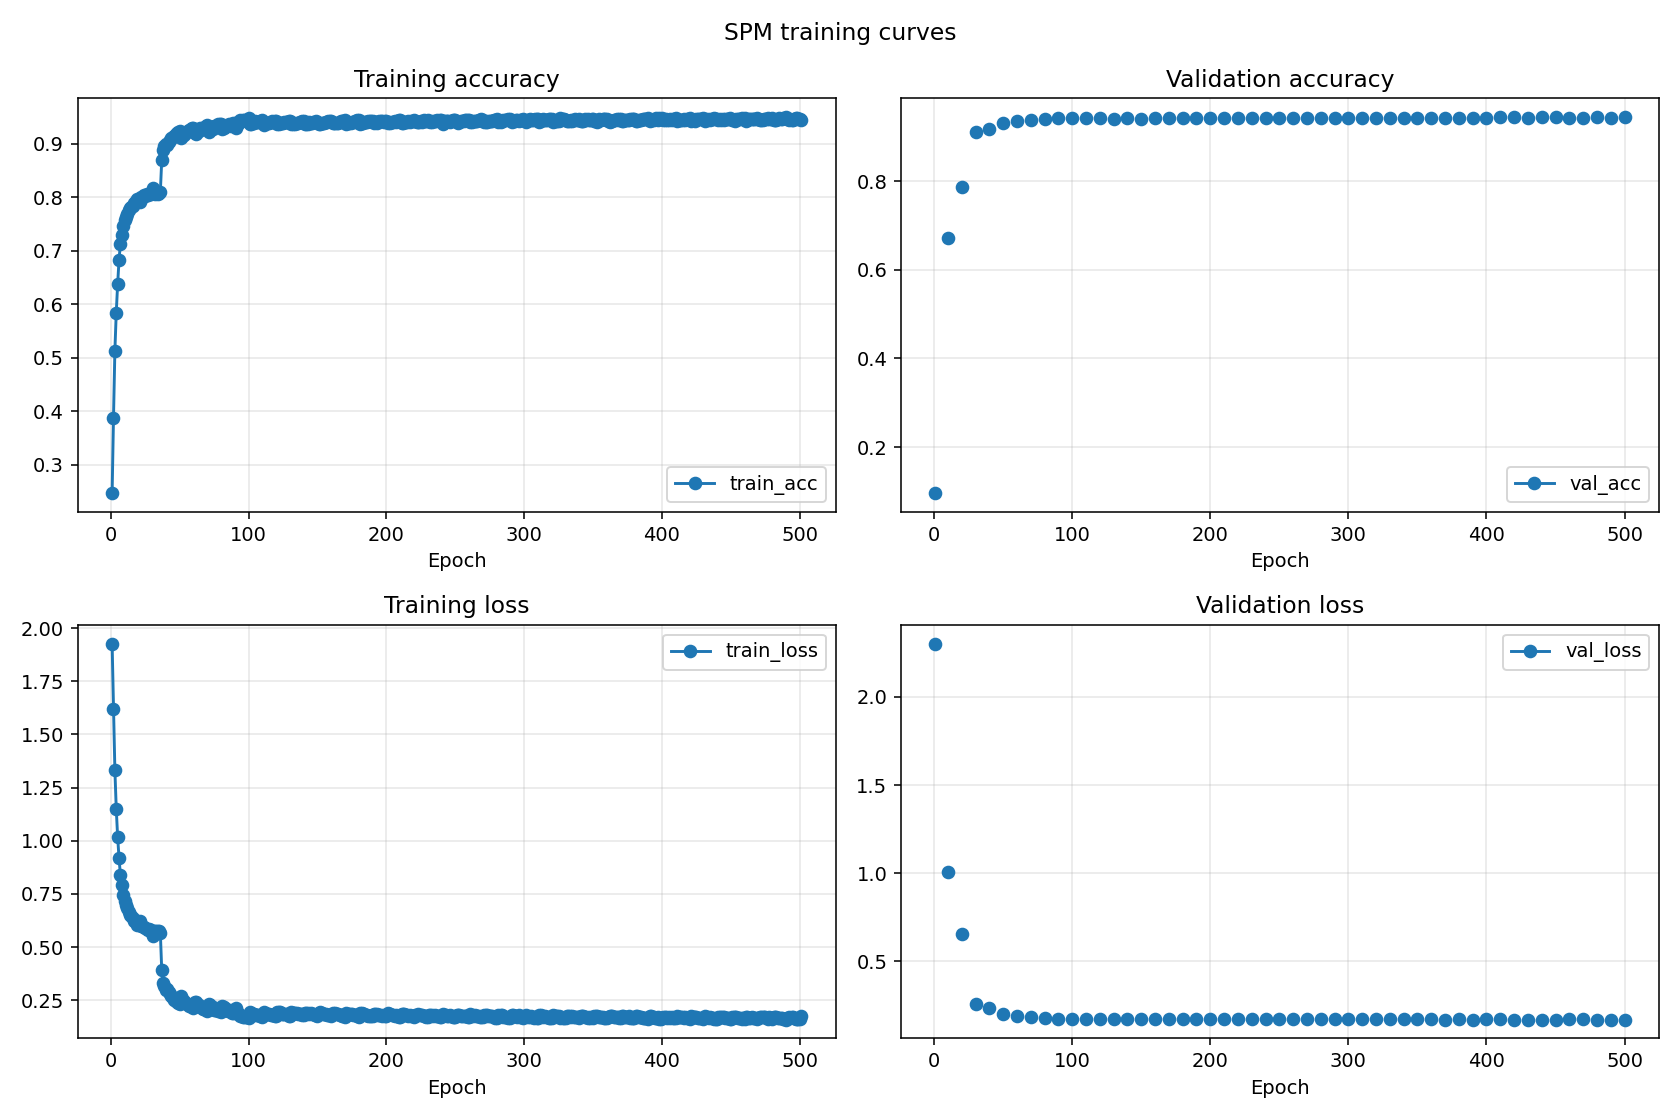 SPM training curves
Training accuracy
0.9
0.8
0.7
0.6
0.5
0.4
0.3
train_acc
0 100 200 300 400 500
Epoch
Validation accuracy
0.8
0.6
0.4
0.2
val_acc
0 100 200 300 400 500
Epoch
Training loss
2.00
1.75
1.50
1.25
1.00
0.75
0.50
0.25
train_loss
0 100 200 300 400 500
Epoch
Validation loss
2.0
1.5
1.0
0.5
val_loss
0 100 200 300 400 500
Epoch